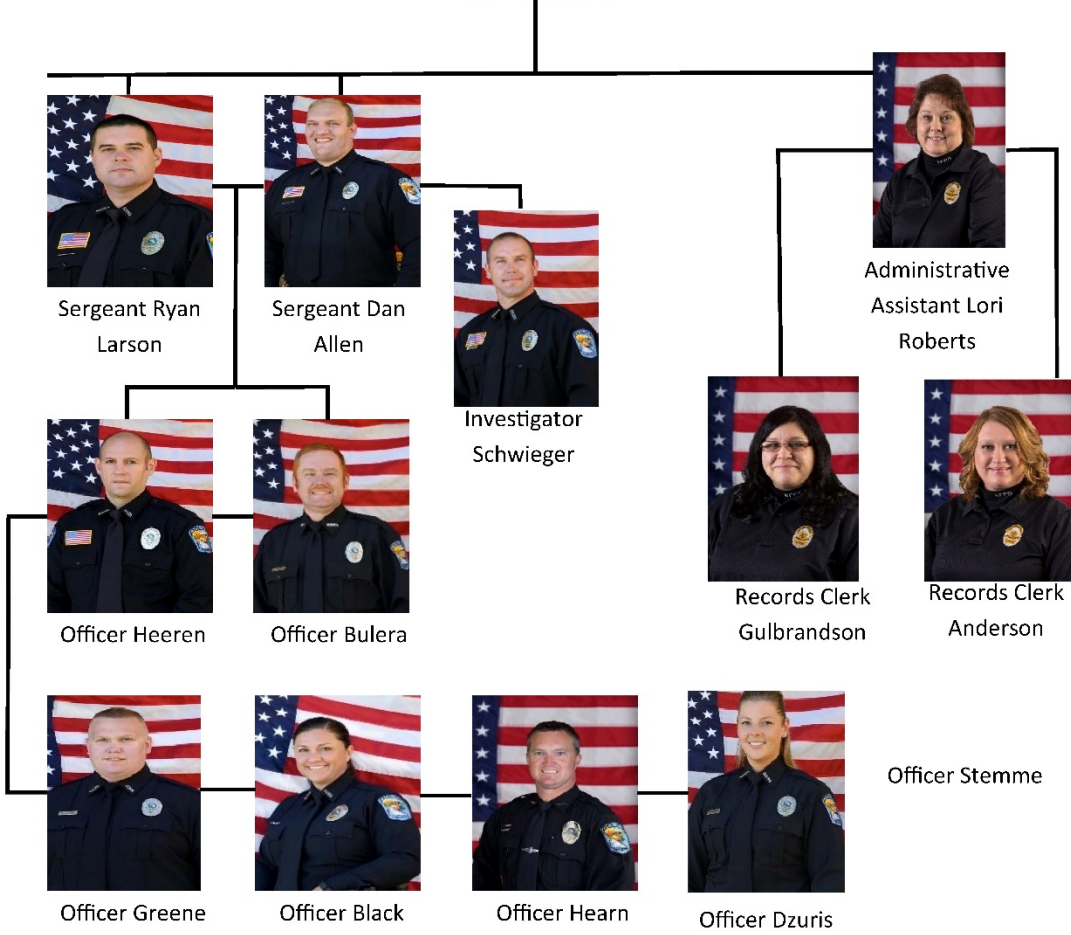 Sergeant Ryan
Larson
Sergeant Dan
Allen
Investigator
Schwieger
Administrative
Assistant Lori
Roberts
Records Clerk
Gulbrandson
Records Clerk
Anderson
Officer Heeren
Officer Bulera
Officer Greene
Officer Black
Officer Hearn
Officer Dzuris
Officer Stemme